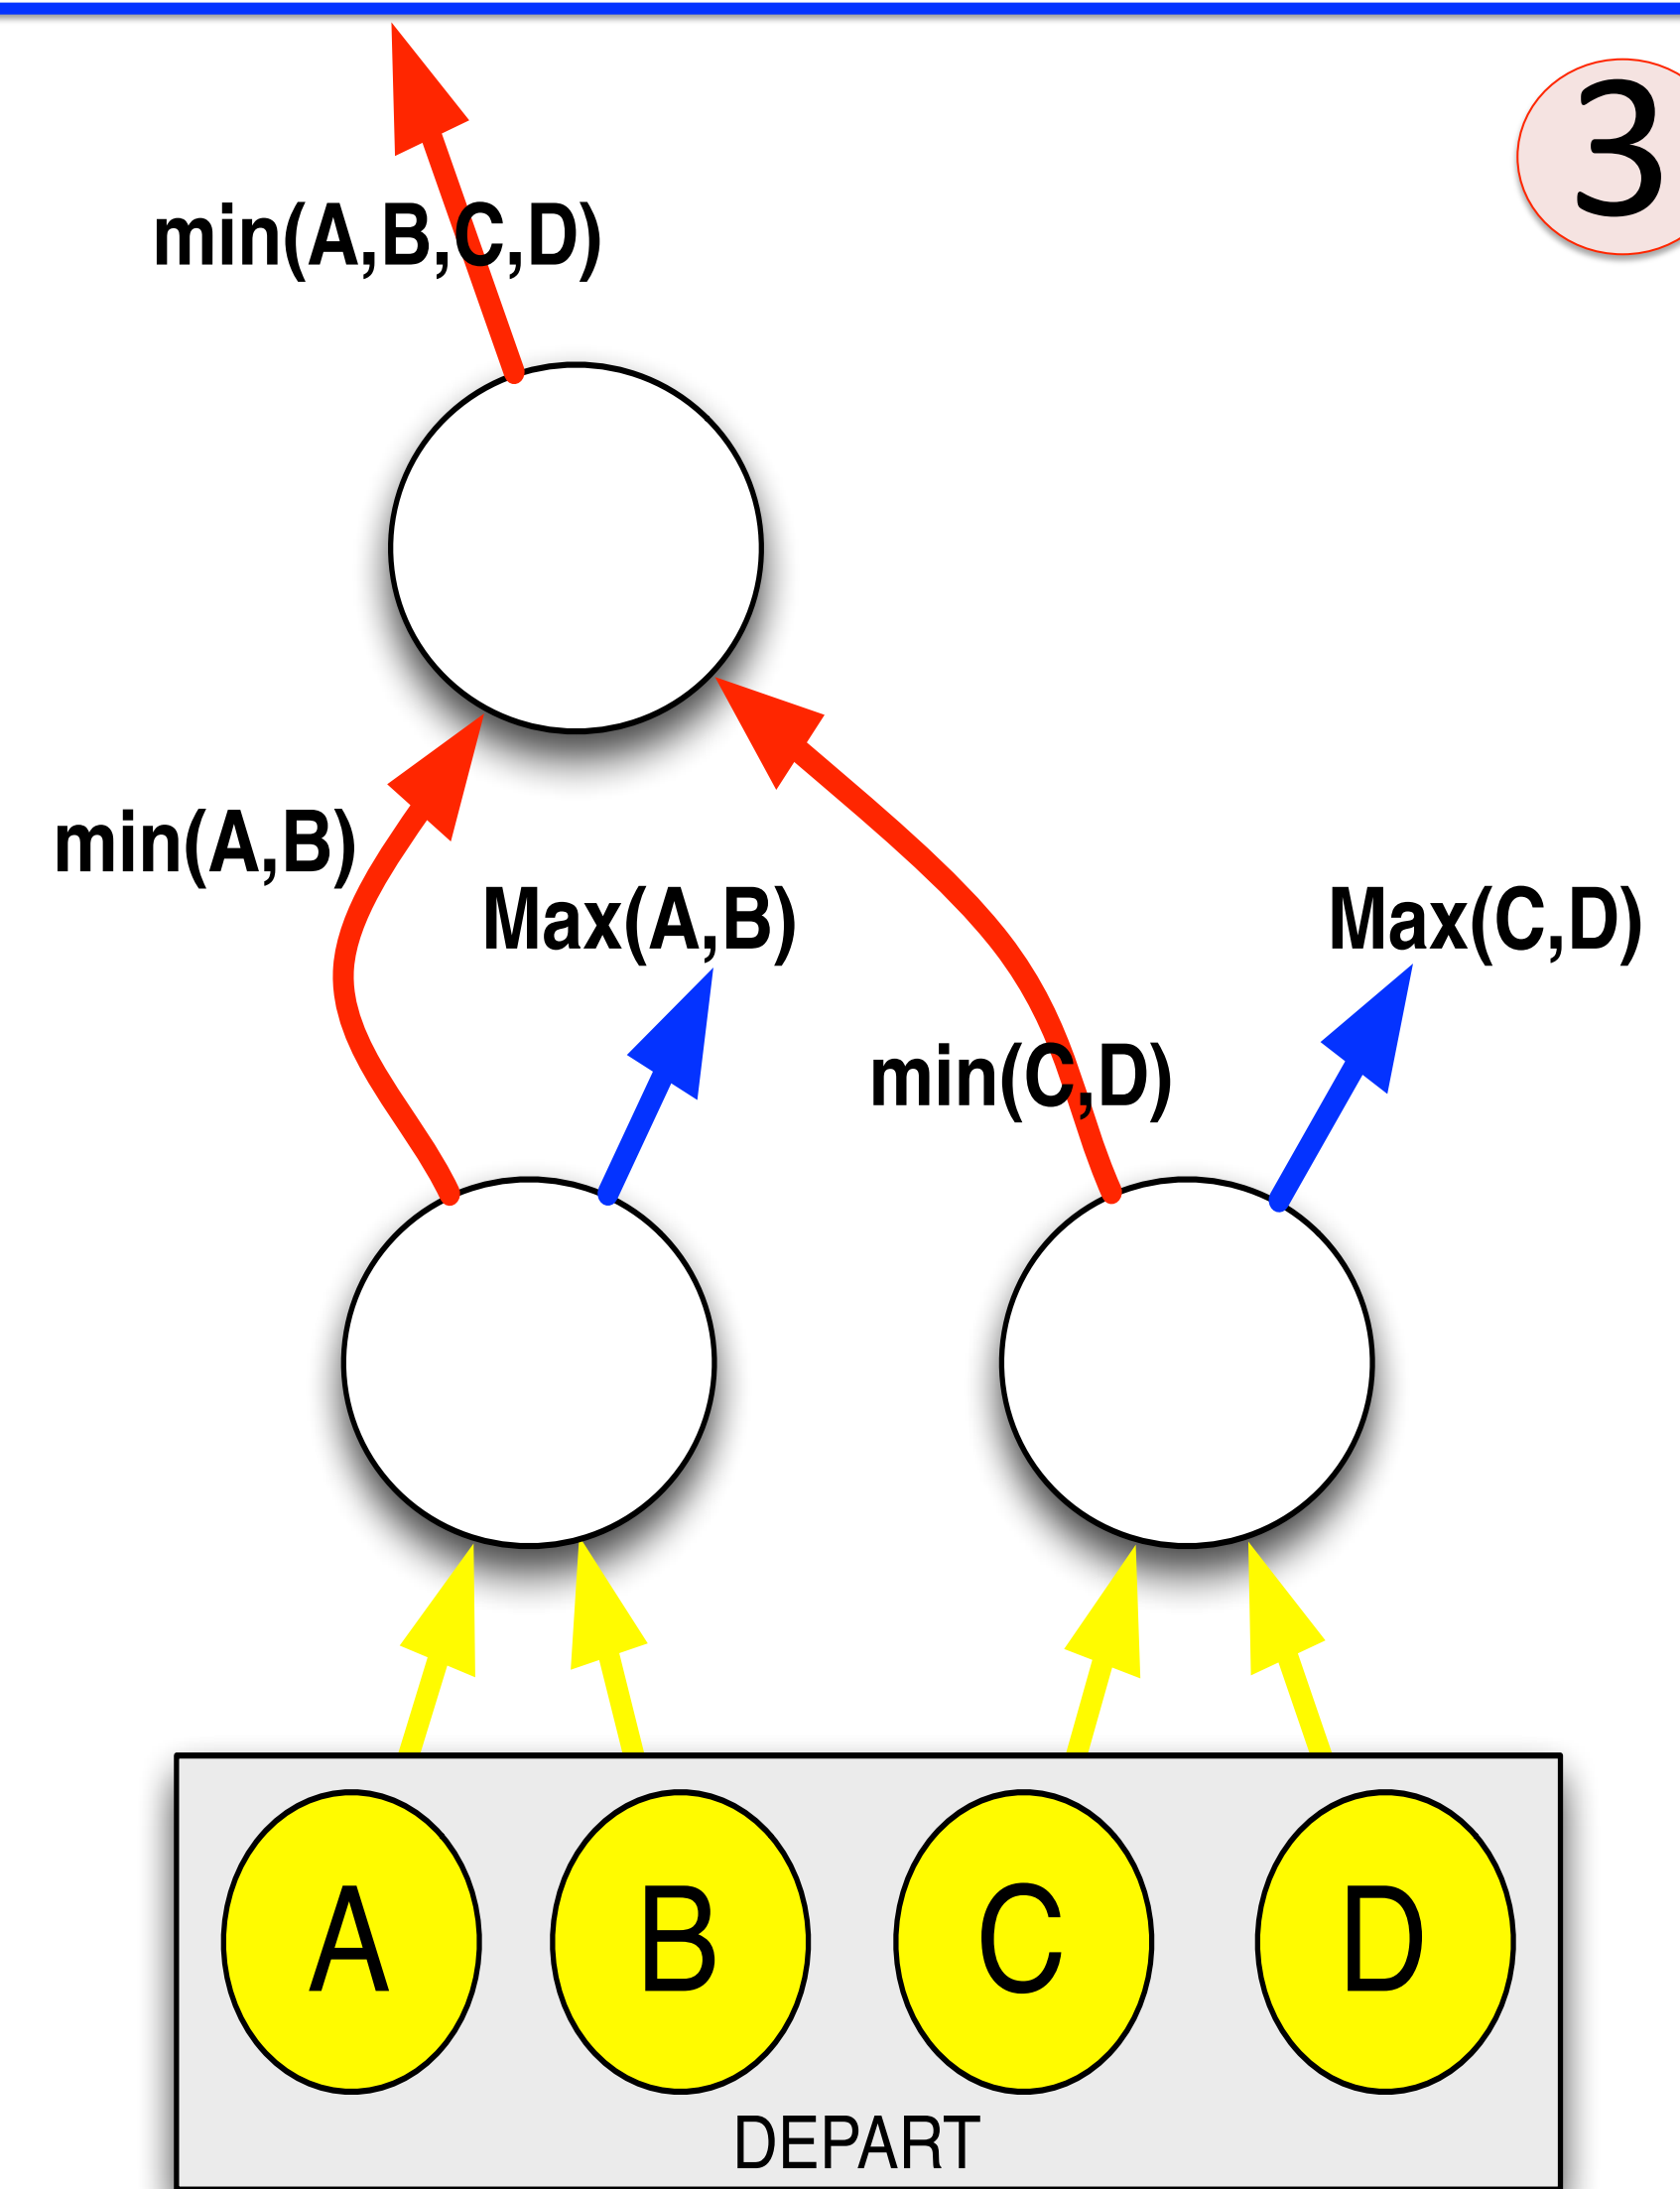 3
min(A,B,C,D)
min(A,B)
Max(A,B)
Max(C,D)
min(C,D)
A
B
C
D
DEPART